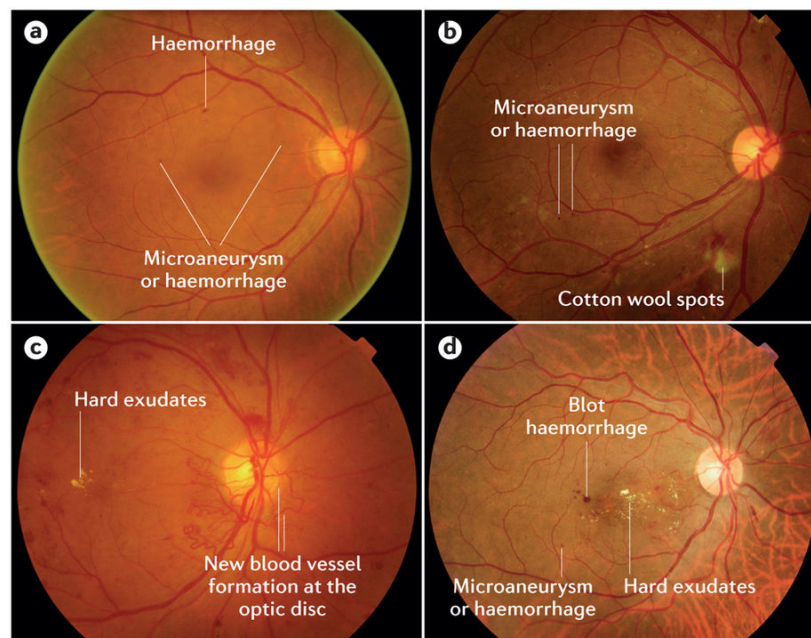 a
Haemorrhage
Microaneurysm
or haemorrhage
b
Microaneurysm
or haemorrhage
Cotton wool spots
c
Hard exudates
New blood vessel
formation at the
optic disc
d
Blot
haemorrhage
Microaneurysm
or haemorrhage
Hard exudates